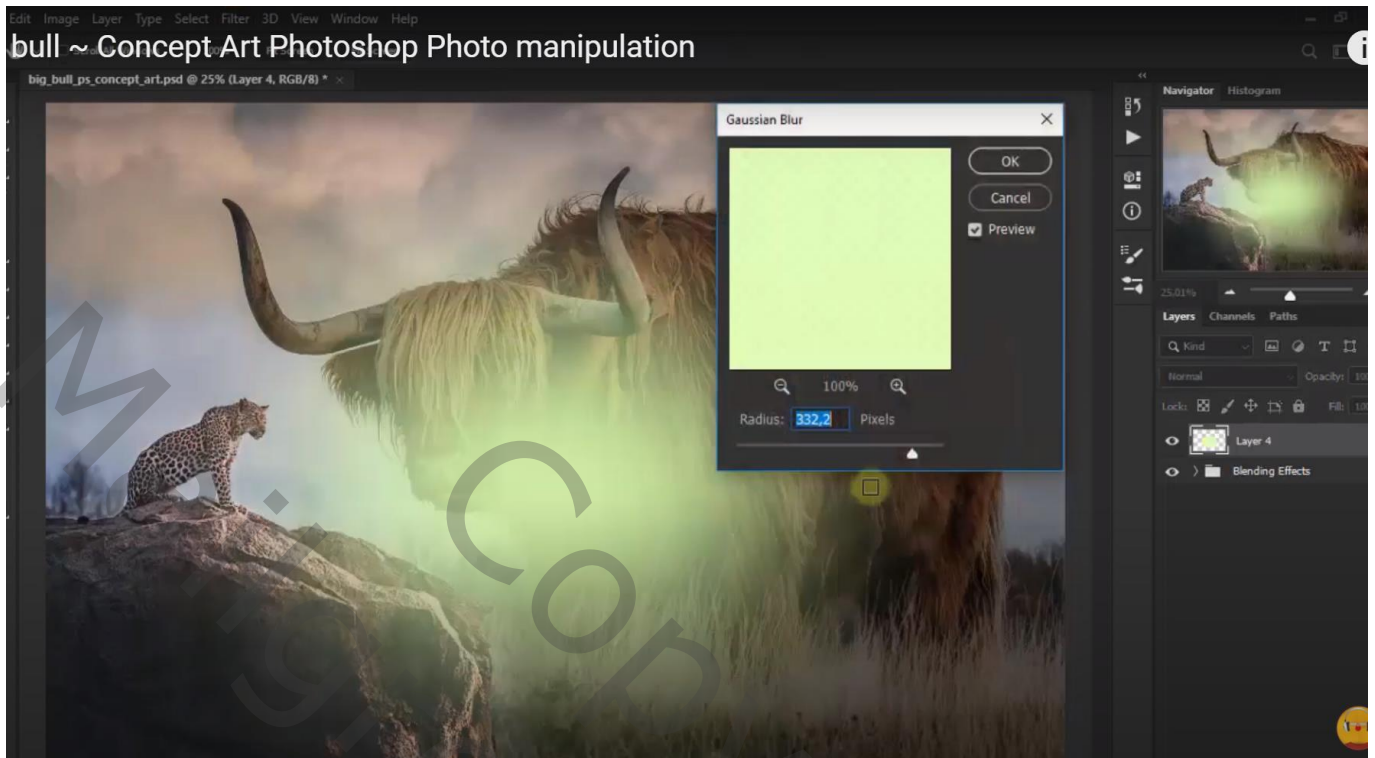 Edit Image Layer Type Select Filter 3D View Window Help
bull ~ Concept Art Photoshop Photo manipulation
big_bull_ps_concept_art.psd @ 25% (Layer 4, RGB/8) * ×
Navigator Histogram
Gaussian Blur
OK
Cancel
Preview
100%
Radius: 332,2 Pixels
25.01%
Layers Channels Paths
Kind
Normal Opacity:
Lock: Fill:
Layer 4
Blending Effects